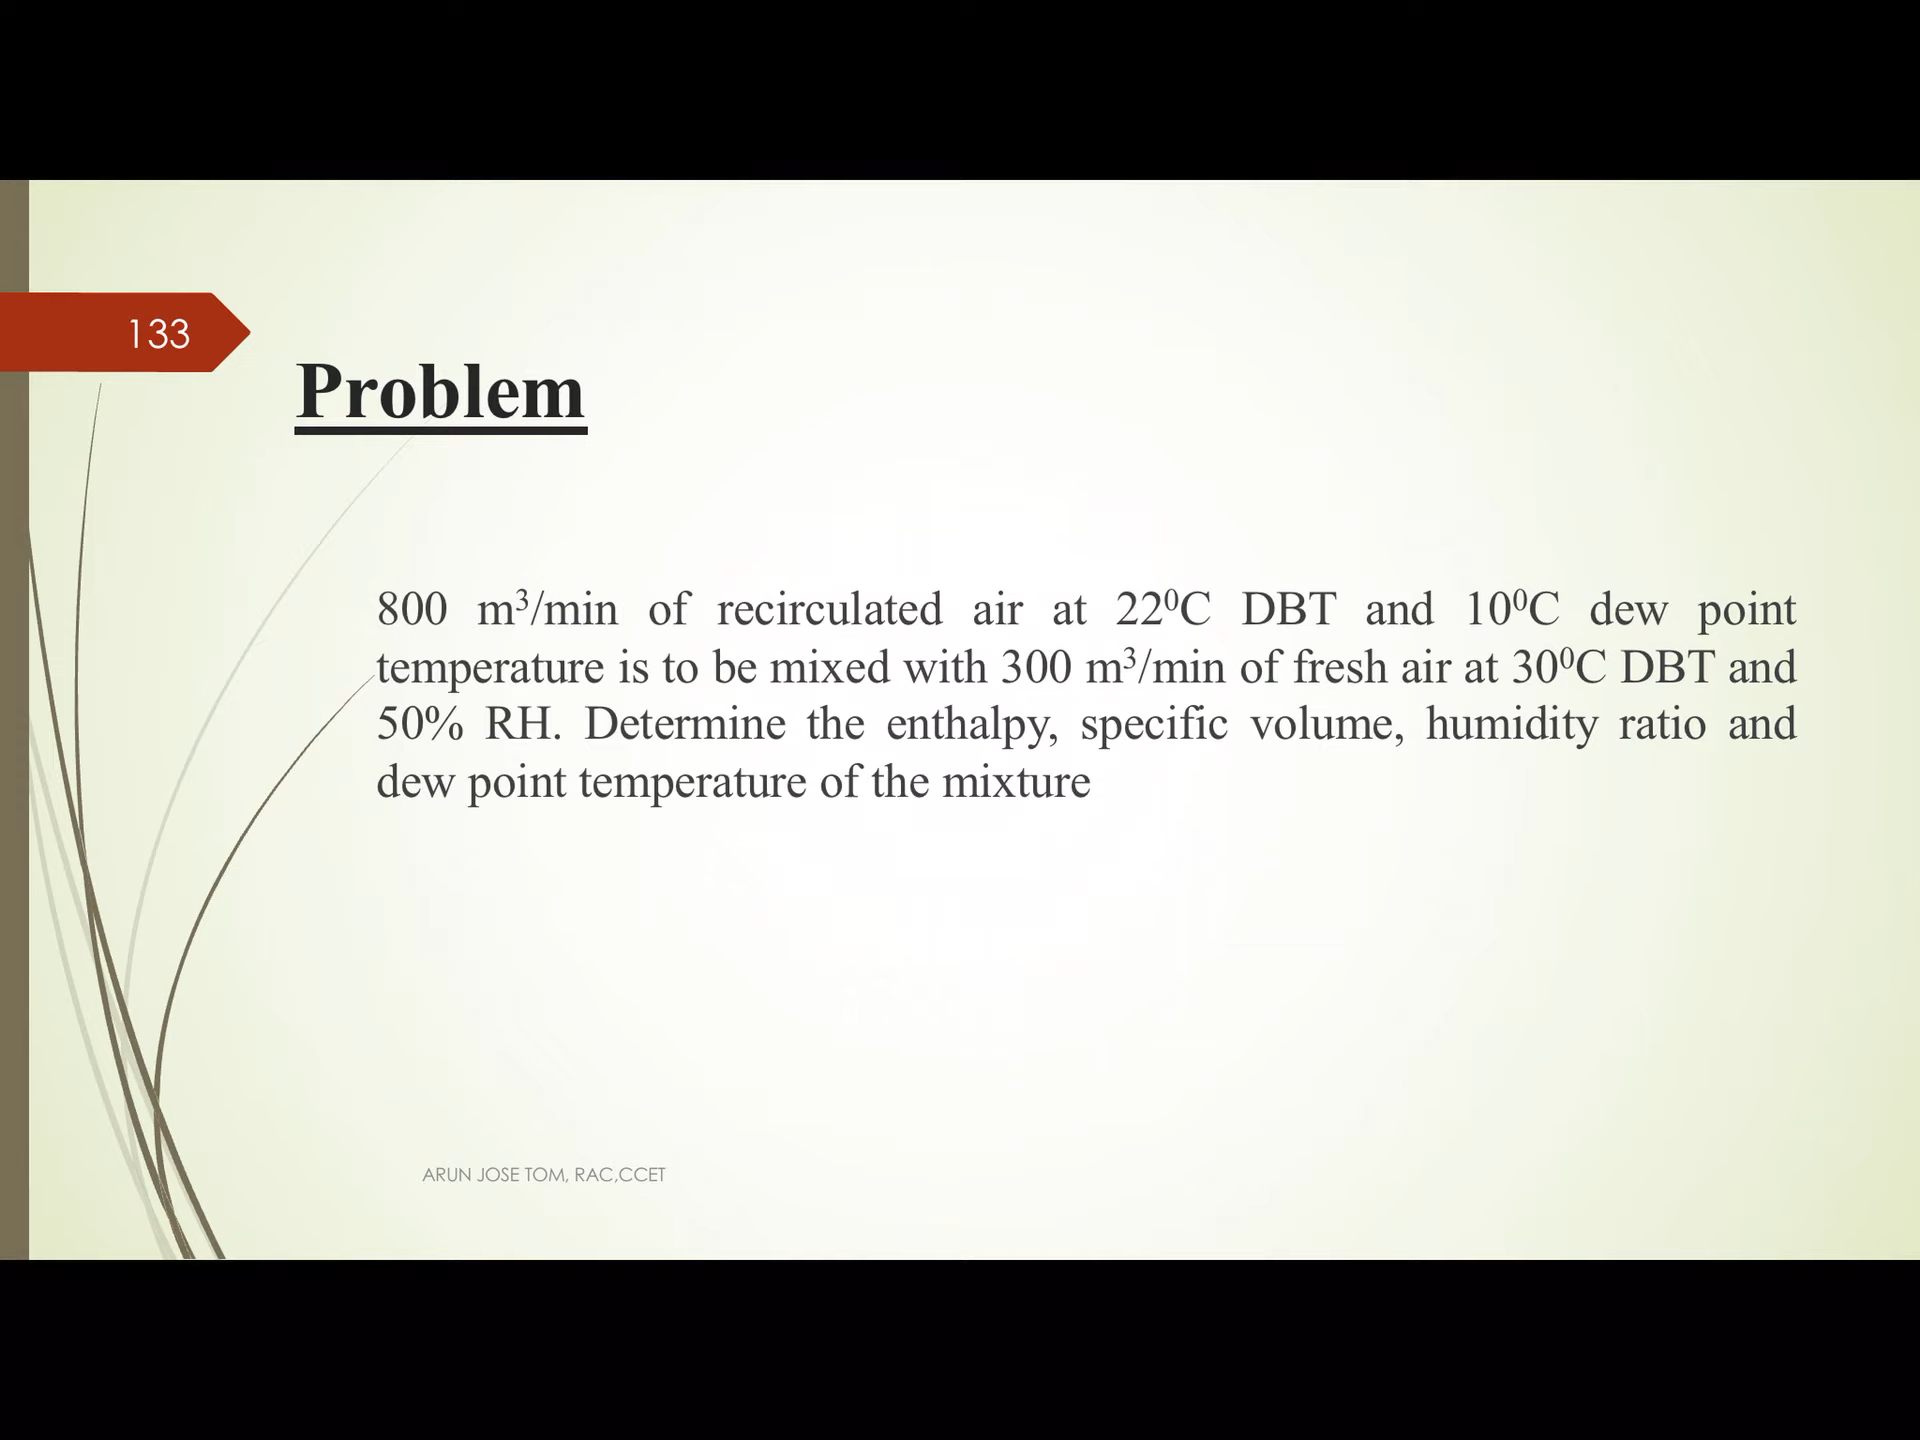 133
Problem
800 m³/min of recirculated air at 22⁰C DBT and 10⁰C dew point
temperature is to be mixed with 300 m³/min of fresh air at 30⁰C DBT and
50% RH. Determine the enthalpy, specific volume, humidity ratio and
dew point temperature of the mixture
ARUN JOSE TOM, RAC,CCET